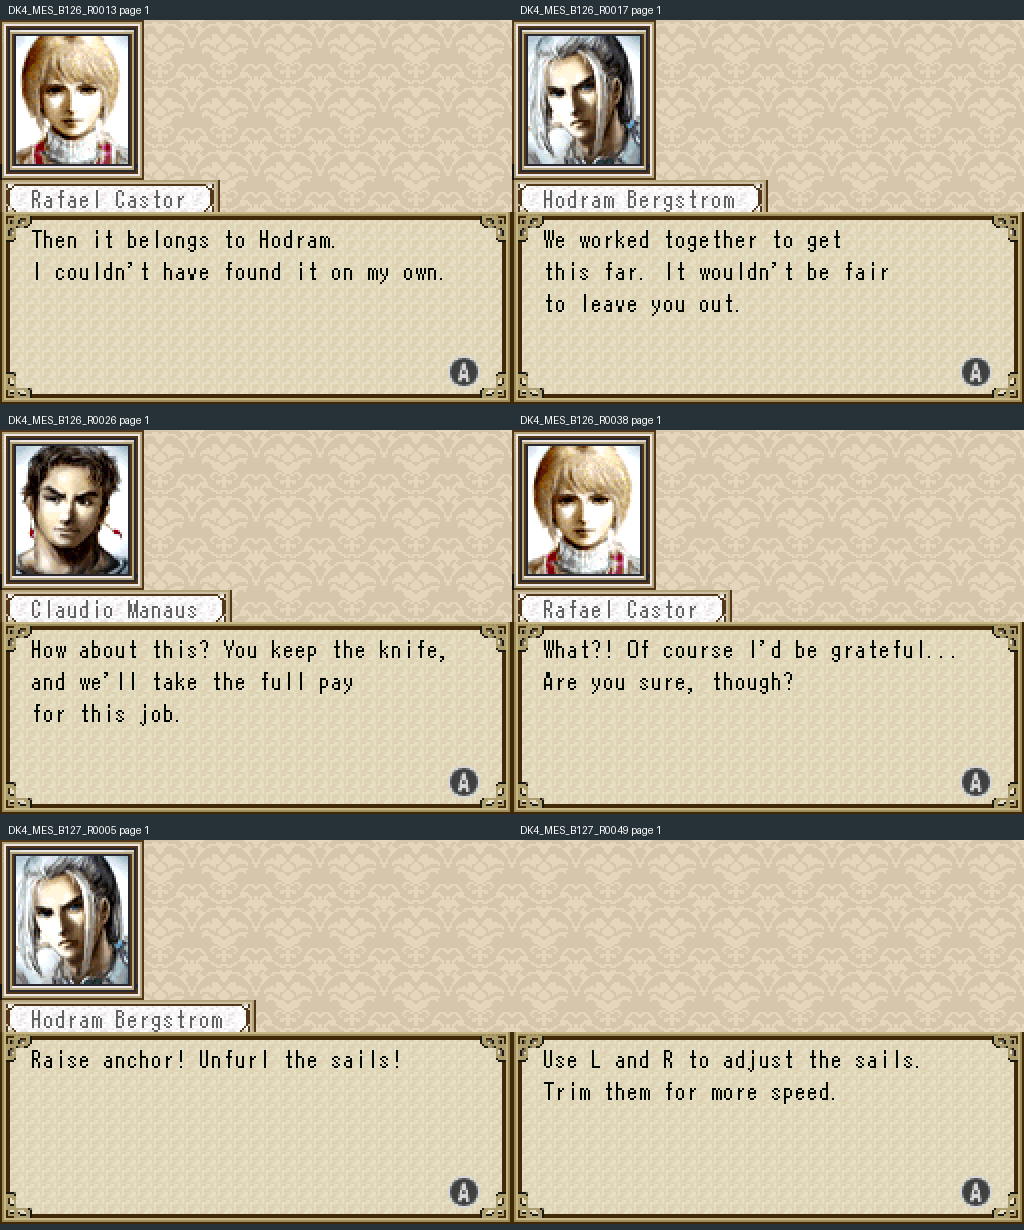 DK4_MES_B126_R0013 page 1
Rafael Castor
Then it belongs to Hodram.
I couldn't have found it on my own.
A
DK4_MES_B126_R0017 page 1
Hodram Bergstrom
We worked together to get
this far. It wouldn't be fair
to leave you out.
A
DK4_MES_B126_R0026 page 1
Claudio Manaus
How about this? You keep the knife,
and we'll take the full pay
for this job.
A
DK4_MES_B126_R0038 page 1
Rafael Castor
What?! Of course I'd be grateful...
Are you sure, though?
A
DK4_MES_B127_R0005 page 1
Hodram Bergstrom
Raise anchor! Unfurl the sails!
A
DK4_MES_B127_R0049 page 1
Use L and R to adjust the sails.
Trim them for more speed.
A